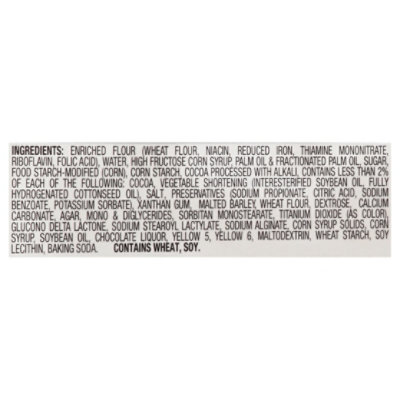 INGREDIENTS: ENRICHED FLOUR (WHEAT FLOUR, NIACIN, REDUCED IRON, THIAMINE MONONITRATE,
RIBOFLAVIN, FOLIC ACID), WATER, HIGH FRUCTOSE CORN SYRUP, PALM OIL & FRACTIONATED PALM OIL, SUGAR,
FOOD STARCH-MODIFIED (CORN), CORN STARCH, COCOA PROCESSED WITH ALKALI, CONTAINS LESS THAN 2%
OF EACH OF THE FOLLOWING: COCOA, VEGETABLE SHORTENING (INTERESTERIFIED SOYBEAN OIL, FULLY
HYDROGENATED COTTONSEED OIL), SALT, PRESERVATIVES (SODIUM PROPIONATE, CITRIC ACID, SODIUM
BENZOATE, POTASSIUM SORBATE), XANTHAN GUM, MALTED BARLEY, WHEAT FLOUR, DEXTROSE, CALCIUM
CARBONATE, AGAR, MONO & DIGLYCERIDES, SORBITAN MONOSTEARATE, TITANIUM DIOXIDE (AS COLOR),
GLUCONO DELTA LACTONE, SODIUM STEAROYL LACTYLATE, SODIUM ALGINATE, CORN SYRUP SOLIDS, CORN
SYRUP, SOYBEAN OIL, CHOCOLATE LIQUOR, YELLOW 5, YELLOW 6, MALTODEXTRIN, WHEAT STARCH, SOY
LECITHIN, BAKING SODA. CONTAINS WHEAT, SOY.